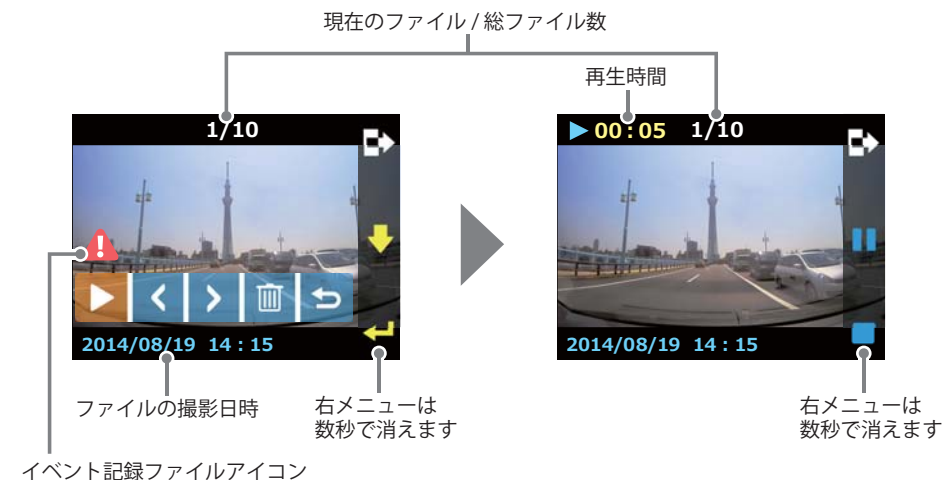 現在のファイル / 総ファイル数
再生時間
1/10
00:05 1/10
2014/08/19 14:15
2014/08/19 14:15
ファイルの撮影日時
右メニューは
数秒で消えます
右メニューは
数秒で消えます
イベント記録ファイルアイコン